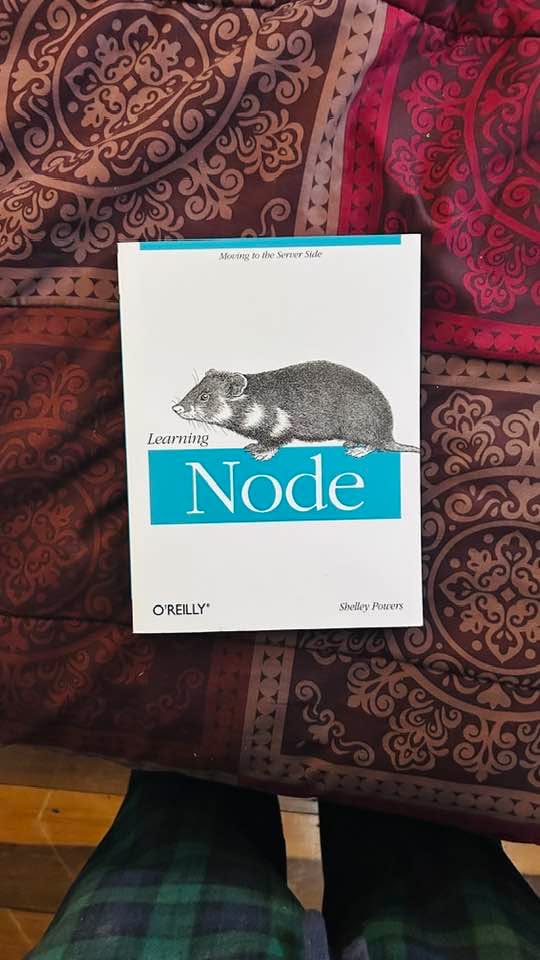 Moving to the Server Side
Learning
Node
O'REILLY®
Shelley Powers